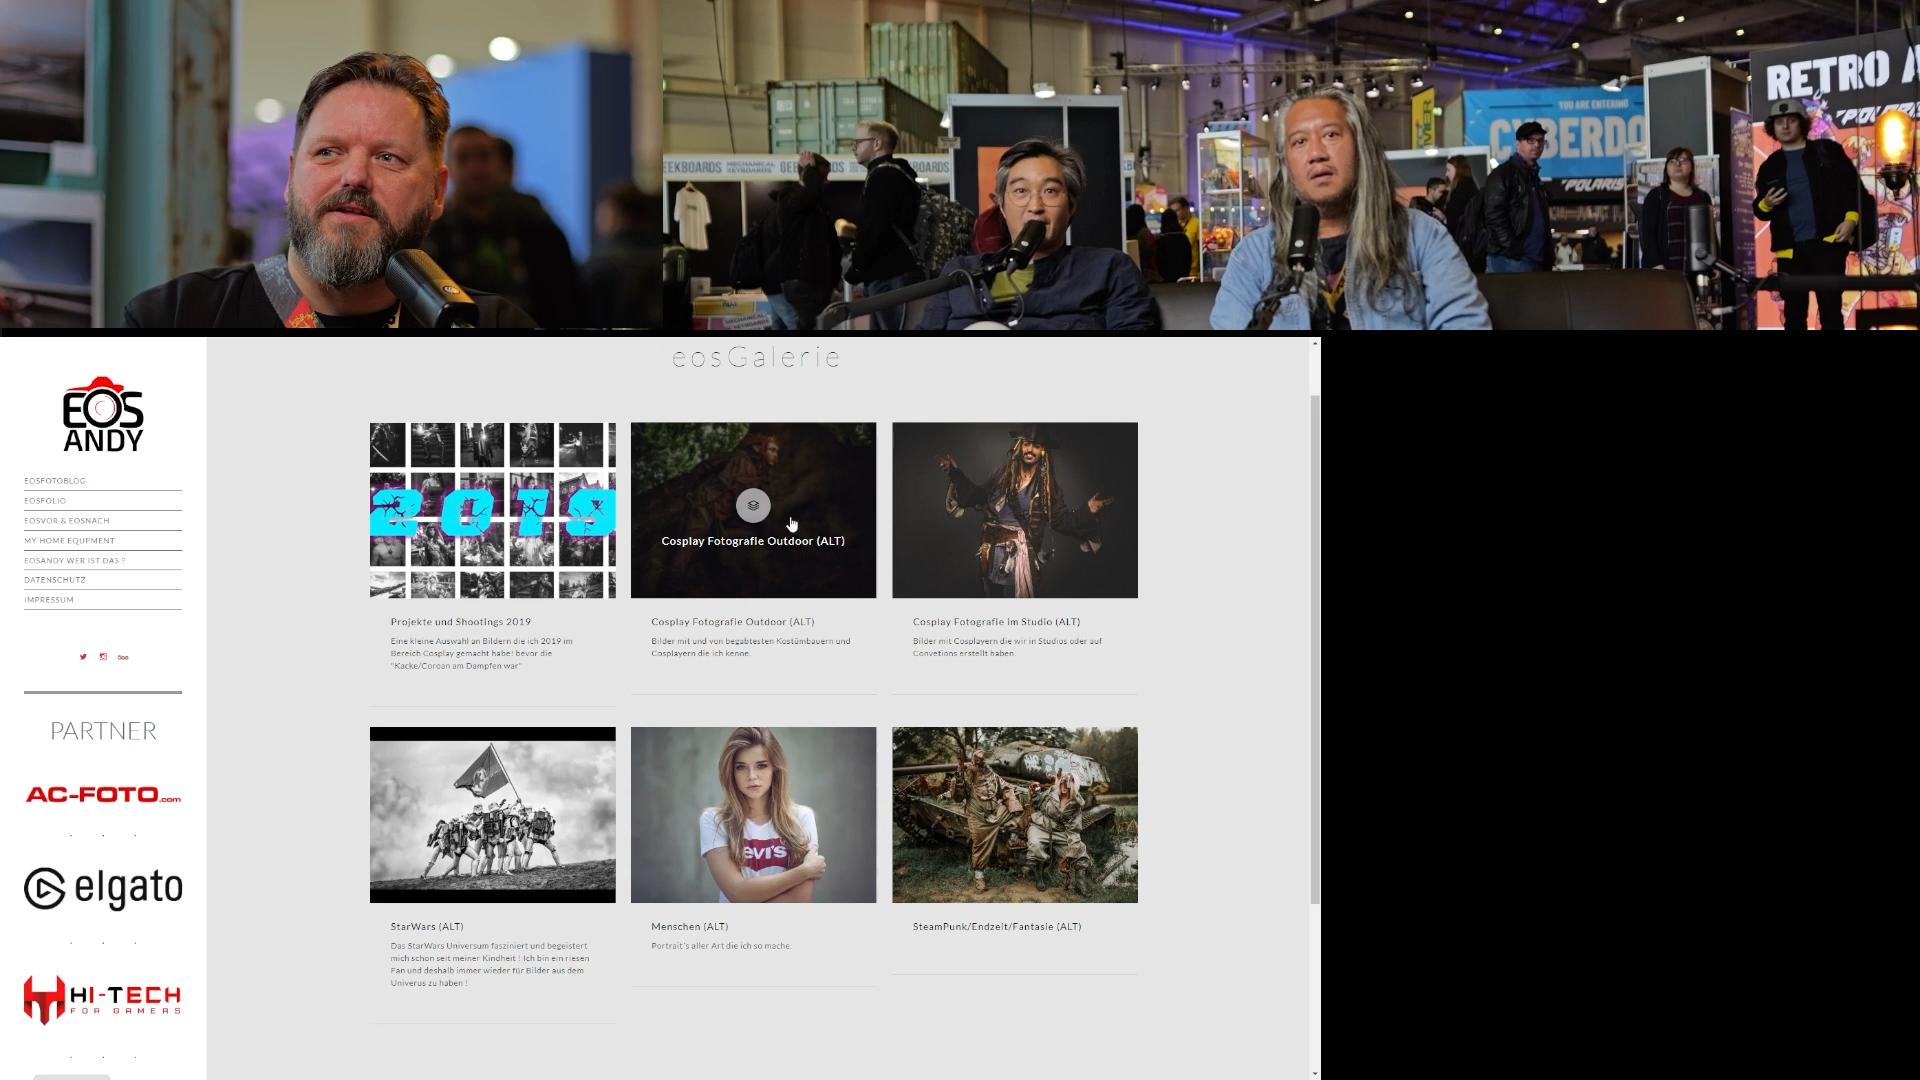 GEEKBOARDS
MECHANICAL
KEYBOARDS
YOU ARE ENTERING
CYBERDO
POLARIS
RETRO A
POLARIS
eosGalerie
EOS
ANDY
EOSFOTOBLOG
EOSFOLIO
EOSVOR & EOSNACH
MY HOME EQUPMENT
EOSANDY WER IST DAS ?
DATENSCHUTZ
IMPRESSUM
PARTNER
AC-FOTO.com
elgato
HI-TECH
FOR GAMERS
2019
Projekte und Shootings 2019
Eine kleine Auswahl an Bildern die ich 2019 im
Bereich Cosplay gemacht habe! bevor die
"Kacke/Coroan am Dampfen war"
Cosplay Fotografie Outdoor (ALT)
Cosplay Fotografie Outdoor (ALT)
Bilder mit und von begabtesten Kostümbauern und
Cosplayern die ich kenne.
Cosplay Fotografie im Studio (ALT)
Bilder mit Cosplayern die wir in Studios oder auf
Convetions erstellt haben.
StarWars (ALT)
Das StarWars Universum fasziniert und begeistert
mich schon seit meiner Kindheit ! Ich bin ein riesen
Fan und deshalb immer wieder für Bilder aus dem
Univerus zu haben !
evi's
Menschen (ALT)
Portrait´s aller Art die ich so mache.
SteamPunk/Endzeit/Fantasie (ALT)